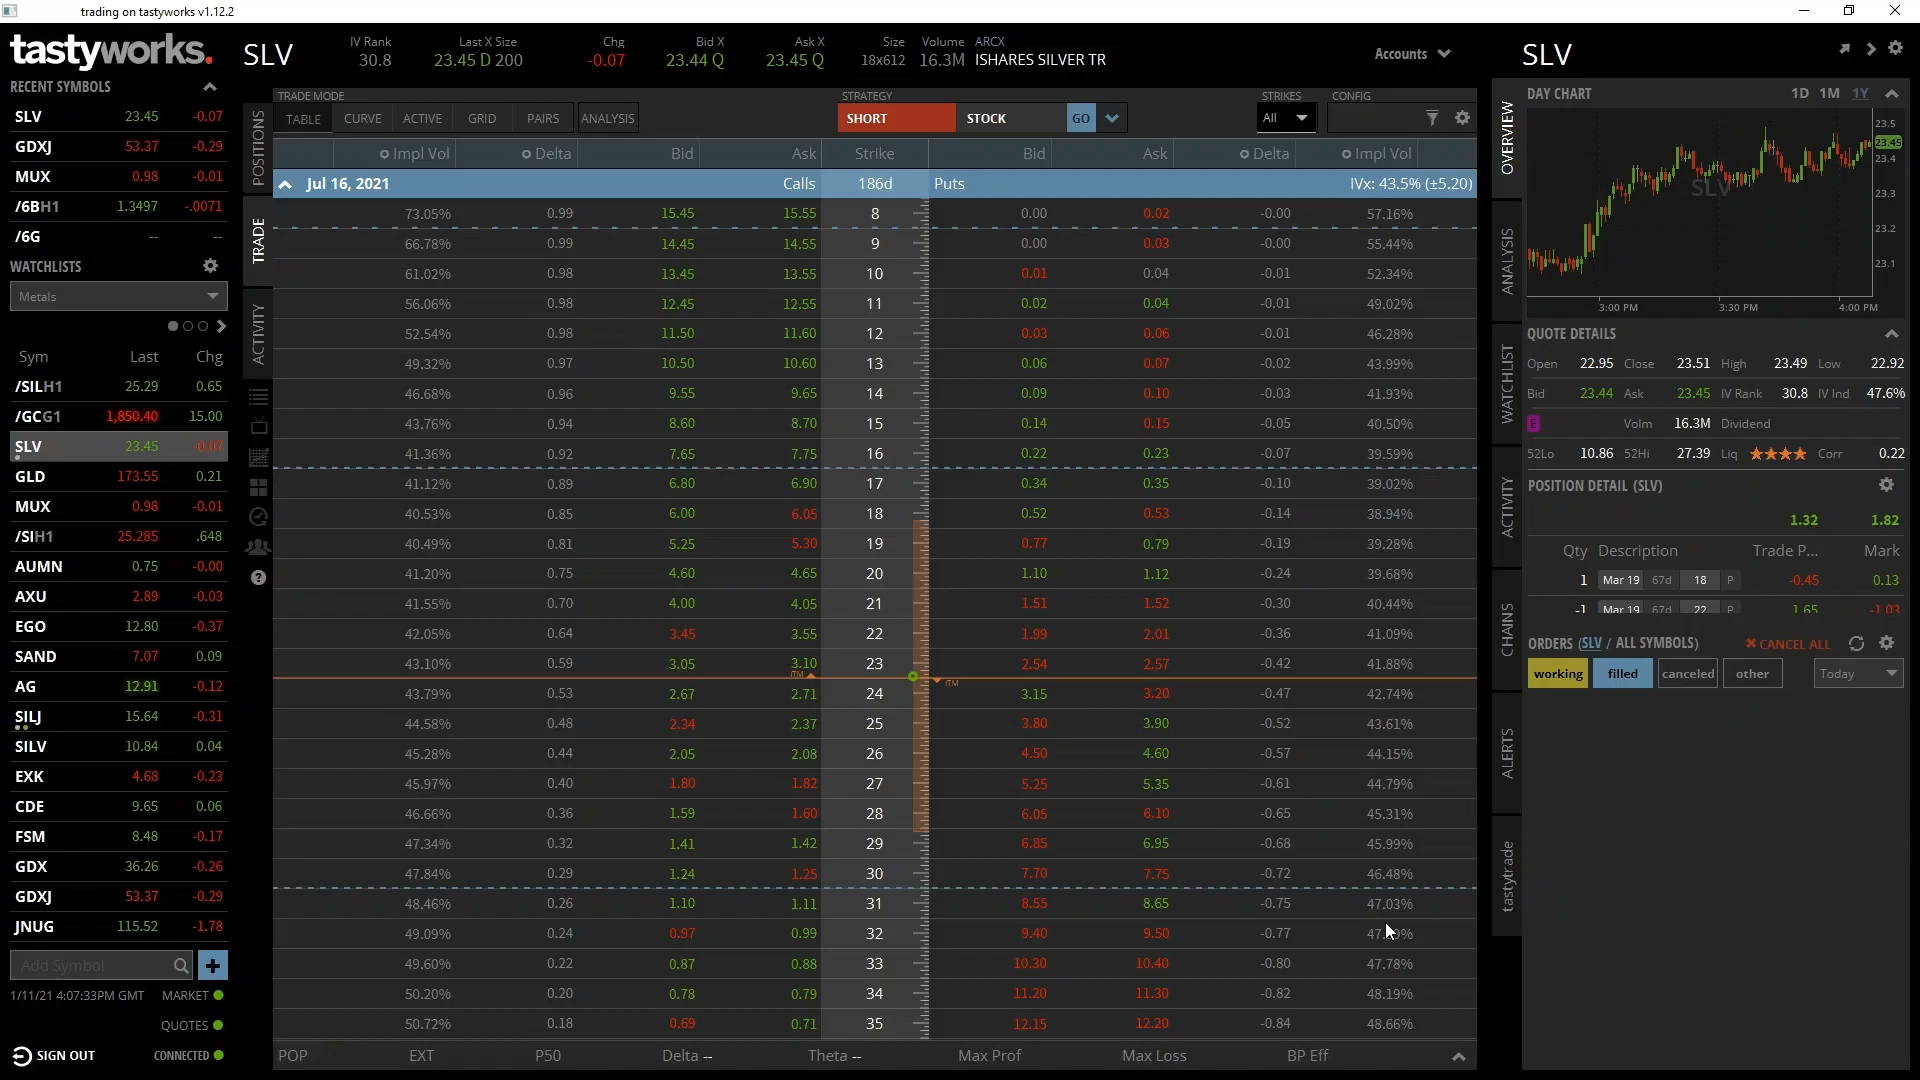 trading on tastyworks v1.12.2
tastyworks.
RECENT SYMBOLS
SLV 23.45 -0.07
GDXJ 53.37 -0.29
MUX 0.98 -0.01
/6BH1 1.3497 -.0071
/6G -- --
WATCHLISTS
Metals
Sym Last Chg
/SILH1 25.29 0.65
/GCG1 1,850.40 15.00
SLV 23.45 -0.07
GLD 173.55 0.21
MUX 0.98 -0.01
/SIH1 25.285 .648
AUMN 0.75 -0.00
AXU 2.89 -0.03
EGO 12.80 -0.37
SAND 7.07 0.09
AG 12.91 -0.12
SILJ 15.64 -0.31
SILV 10.84 0.04
EXK 4.68 -0.23
CDE 9.65 0.06
FSM 8.48 -0.17
GDX 36.26 -0.26
GDXJ 53.37 -0.29
JNUG 115.52 -1.78
Add Symbol
1/11/21 4:07:33PM GMT MARKET
QUOTES
SIGN OUT CONNECTED
SLV
IV Rank Last X Size Chg Bid X Ask X Size Volume ARCX
30.8 23.45 D 200 -0.07 23.44 Q 23.45 Q 18x612 16.3M ISHARES SILVER TR
Accounts
POSITIONS
TRADE
ACTIVITY
TRADE MODE STRATEGY STRIKES CONFIG
TABLE CURVE ACTIVE GRID PAIRS ANALYSIS SHORT STOCK GO All
Impl Vol Delta Bid Ask Strike Bid Ask Delta Impl Vol
Jul 16, 2021 Calls 186d Puts IVx: 43.5% (±5.20)
73.05% 0.99 15.45 15.55 8 0.00 0.02 -0.00 57.16%
66.78% 0.99 14.45 14.55 9 0.00 0.03 -0.00 55.44%
61.02% 0.98 13.45 13.55 10 0.01 0.04 -0.01 52.34%
56.06% 0.98 12.45 12.55 11 0.02 0.04 -0.01 49.02%
52.54% 0.98 11.50 11.60 12 0.03 0.06 -0.01 46.28%
49.32% 0.97 10.50 10.60 13 0.06 0.07 -0.02 43.99%
46.68% 0.96 9.55 9.65 14 0.09 0.10 -0.03 41.93%
43.76% 0.94 8.60 8.70 15 0.14 0.15 -0.05 40.50%
41.36% 0.92 7.65 7.75 16 0.22 0.23 -0.07 39.59%
41.12% 0.89 6.80 6.90 17 0.34 0.35 -0.10 39.02%
40.53% 0.85 6.00 6.05 18 0.52 0.53 -0.14 38.94%
40.49% 0.81 5.25 5.30 19 0.77 0.79 -0.19 39.28%
41.20% 0.75 4.60 4.65 20 1.10 1.12 -0.24 39.68%
41.55% 0.70 4.00 4.05 21 1.51 1.52 -0.30 40.44%
42.05% 0.64 3.45 3.55 22 1.99 2.01 -0.36 41.09%
43.10% 0.59 3.05 3.10 23 2.54 2.57 -0.42 41.88%
ITM ITM
43.79% 0.53 2.67 2.71 24 3.15 3.20 -0.47 42.74%
44.58% 0.48 2.34 2.37 25 3.80 3.90 -0.52 43.61%
45.28% 0.44 2.05 2.08 26 4.50 4.60 -0.57 44.15%
45.97% 0.40 1.80 1.82 27 5.25 5.35 -0.61 44.79%
46.66% 0.36 1.59 1.60 28 6.05 6.10 -0.65 45.31%
47.34% 0.32 1.41 1.42 29 6.85 6.95 -0.68 45.99%
47.84% 0.29 1.24 1.25 30 7.70 7.75 -0.72 46.48%
48.46% 0.26 1.10 1.11 31 8.55 8.65 -0.75 47.03%
49.09% 0.24 0.97 0.99 32 9.40 9.50 -0.77
49.60% 0.22 0.87 0.88 33 10.30 10.40 -0.80 47.78%
50.20% 0.20 0.78 0.79 34 11.20 11.30 -0.82 48.19%
50.72% 0.18 0.69 0.71 35 12.15 12.20 -0.84 48.66%
POP EXT P50 Delta -- Theta -- Max Prof Max Loss BP Eff
SLV
OVERVIEW
ANALYSIS
WATCHLIST
ACTIVITY
CHAINS
ALERTS
tastytrade
DAY CHART 1D 1M 1Y
SLV
23.5
23.45
23.4
23.3
23.2
23.1
3:00 PM 3:30 PM 4:00 PM
QUOTE DETAILS
Open 22.95 Close 23.51 High 23.49 Low 22.92
Bid 23.44 Ask 23.45 IV Rank 30.8 IV Ind 47.6%
E Volm 16.3M Dividend
52Lo 10.86 52Hi 27.39 Liq Corr 0.22
POSITION DETAIL (SLV)
1.32 1.82
Qty Description Trade P... Mark
1 Mar 19 67d 18 P -0.45 0.13
-1 Mar 19 67d 22 P 1.65 -1.03
ORDERS (SLV / ALL SYMBOLS) CANCEL ALL
working filled canceled other Today